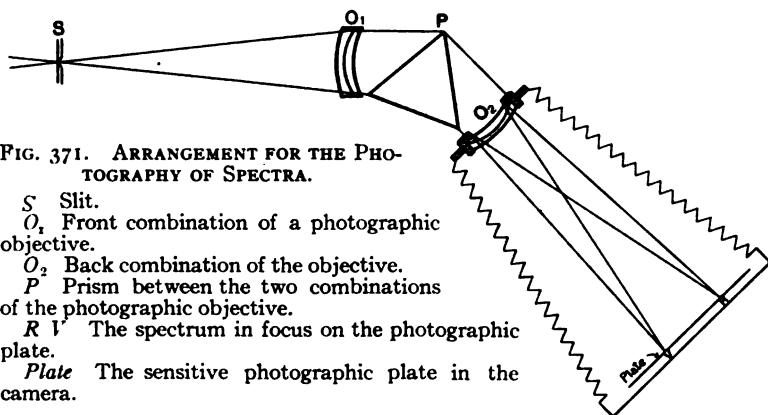 S
O₁
P
O₂
FIG. 371. ARRANGEMENT FOR THE PHO-
TOGRAPHY OF SPECTRA.
S Slit.
O₁ Front combination of a photographic
objective.
O₂ Back combination of the objective.
P Prism between the two combinations
of the photographic objective.
R V The spectrum in focus on the photographic
plate.
Plate The sensitive photographic plate in the
camera.
Plate